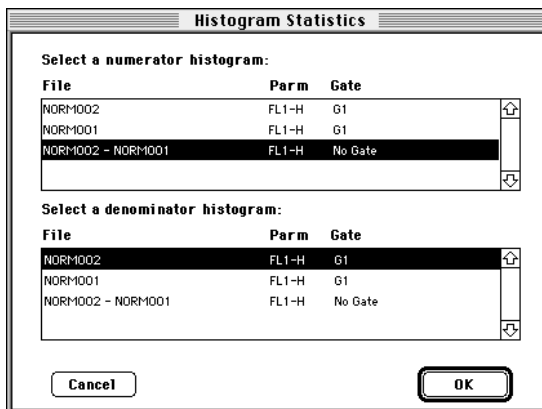 Histogram Statistics
Select a numerator histogram:
File Parm Gate
NORM002 FL1-H G1
NORM001 FL1-H G1
NORM002 - NORM001 FL1-H No Gate
Select a denominator histogram:
File Parm Gate
NORM002 FL1-H G1
NORM001 FL1-H G1
NORM002 - NORM001 FL1-H No Gate
Cancel OK